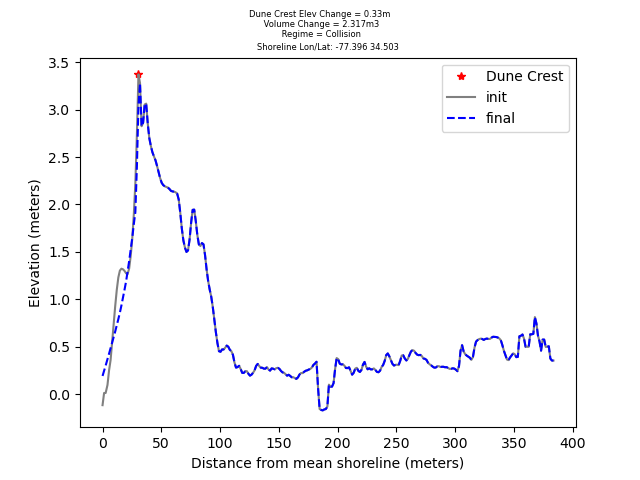 Dune Crest Elev Change = 0.33m
Volume Change = 2.317m3
Regime = Collision
Shoreline Lon/Lat: -77.396 34.503
3.5
3.0
2.5
2.0
1.5
1.0
0.5
0.0
Elevation (meters)
Dune Crest
init
final
0 50 100 150 200 250 300 350 400
Distance from mean shoreline (meters)